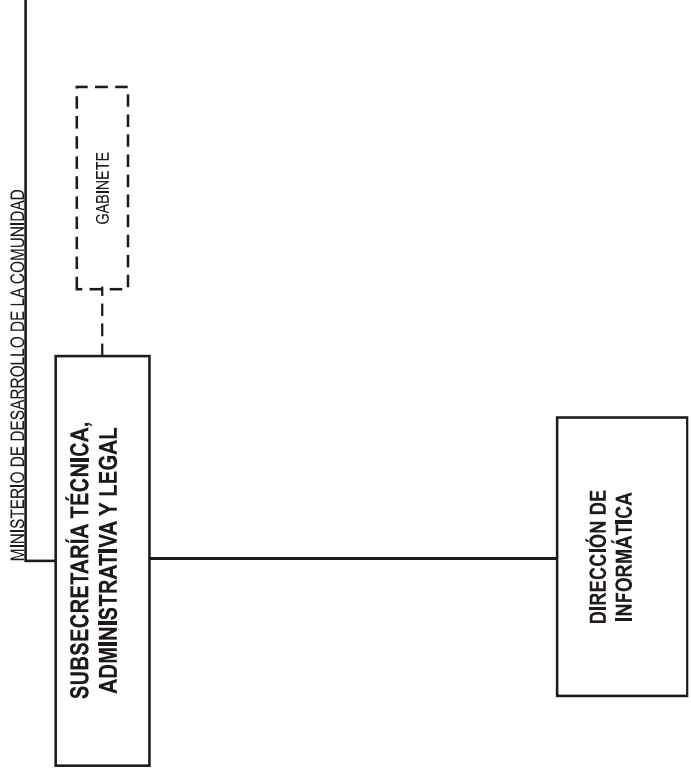 MINISTERIO DE DESARROLLO DE LA COMUNIDAD
SUBSECRETARÍA TÉCNICA,
ADMINISTRATIVA Y LEGAL
GABINETE
DIRECCIÓN DE
INFORMÁTICA